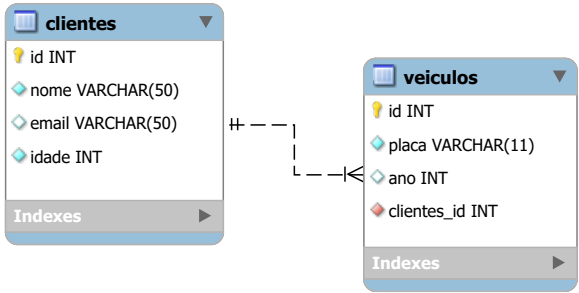 clientes
id INT
nome VARCHAR(50)
email VARCHAR(50)
idade INT
Indexes
veiculos
id INT
placa VARCHAR(11)
ano INT
clientes_id INT
Indexes